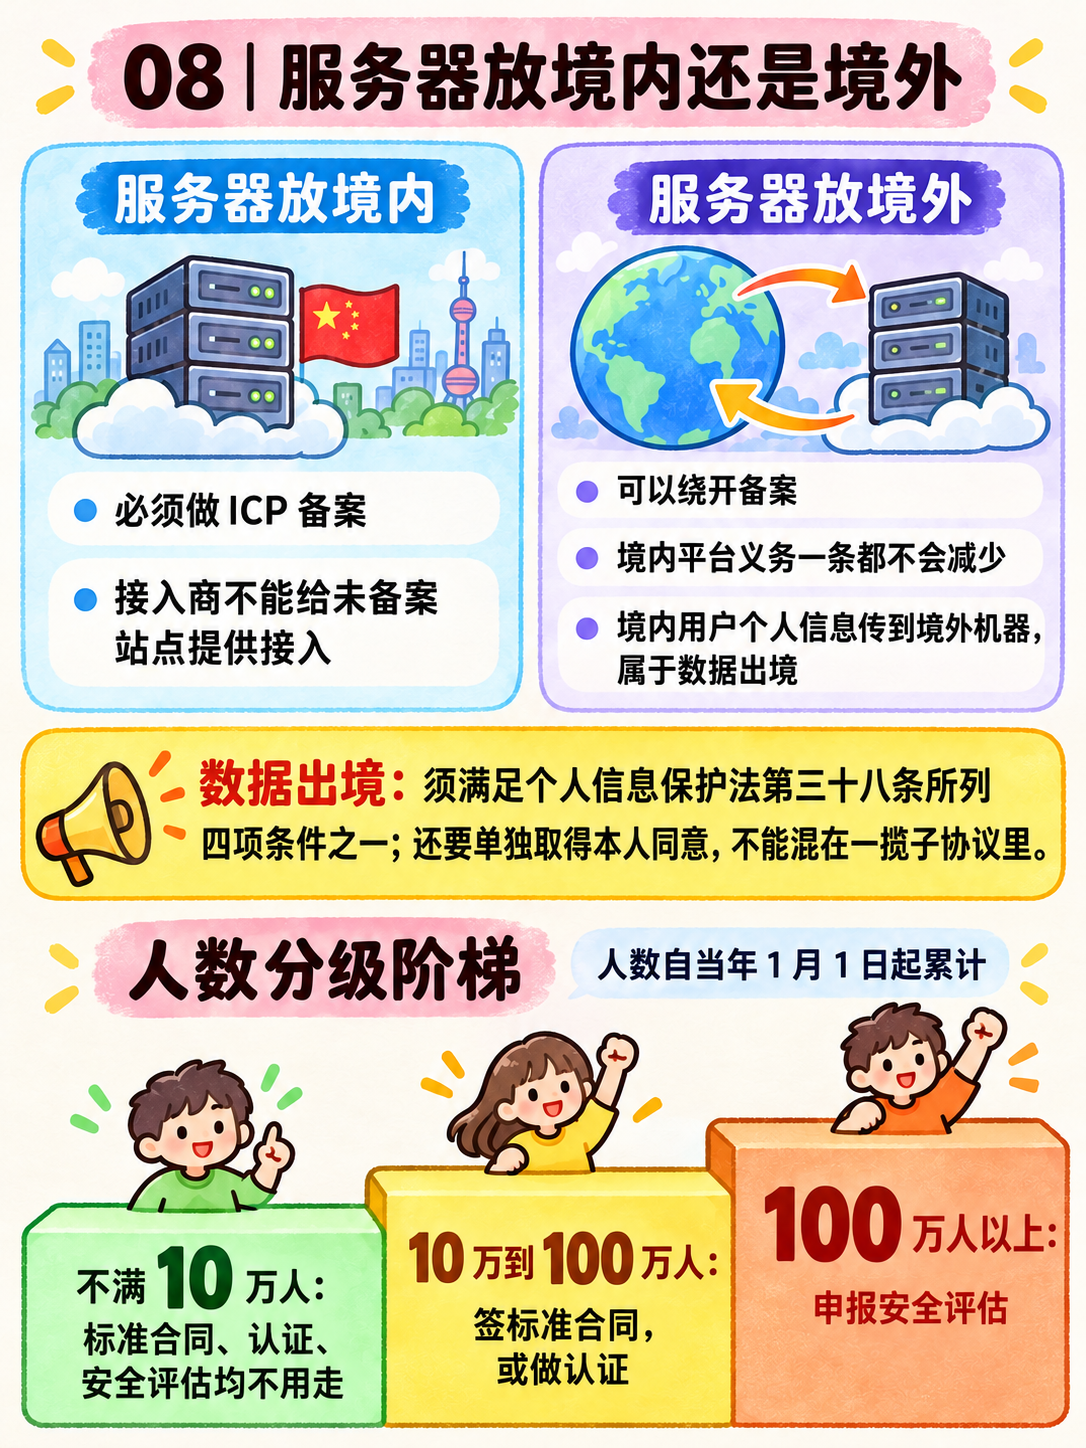 08 | 服务器放境内还是境外
服务器放境内
必须做 ICP 备案
接入商不能给未备案
站点提供接入
服务器放境外
可以绕开备案
境内平台义务一条都不会减少
境内用户个人信息传到境外机器，
属于数据出境
数据出境：须满足个人信息保护法第三十八条所列
四项条件之一；还要单独取得本人同意，不能混在一揽子协议里。
人数分级阶梯
人数自当年 1 月 1 日起累计
不满 10 万人：
标准合同、认证、
安全评估均不用走
10 万到 100 万人：
签标准合同，
或做认证
100 万人以上：
申报安全评估